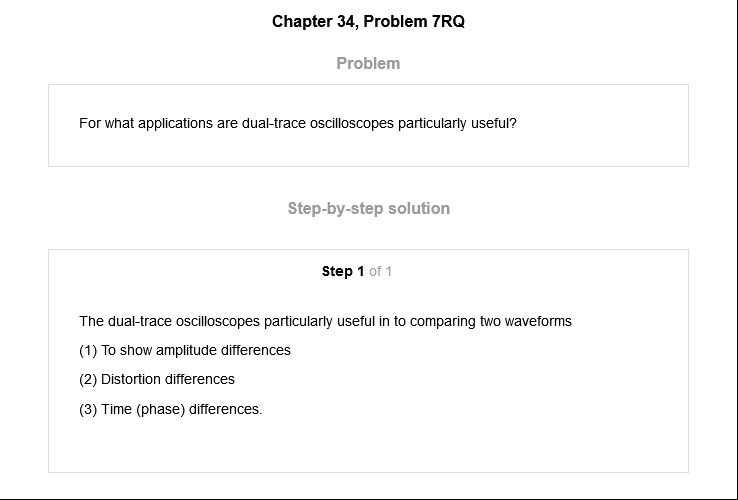 Chapter 34, Problem 7RQ
Problem
For what applications are dual-trace oscilloscopes particularly useful?
Step-by-step solution
Step 1 of 1
The dual-trace oscilloscopes particularly useful in to comparing two waveforms
(1) To show amplitude differences
(2) Distortion differences
(3) Time (phase) differences.